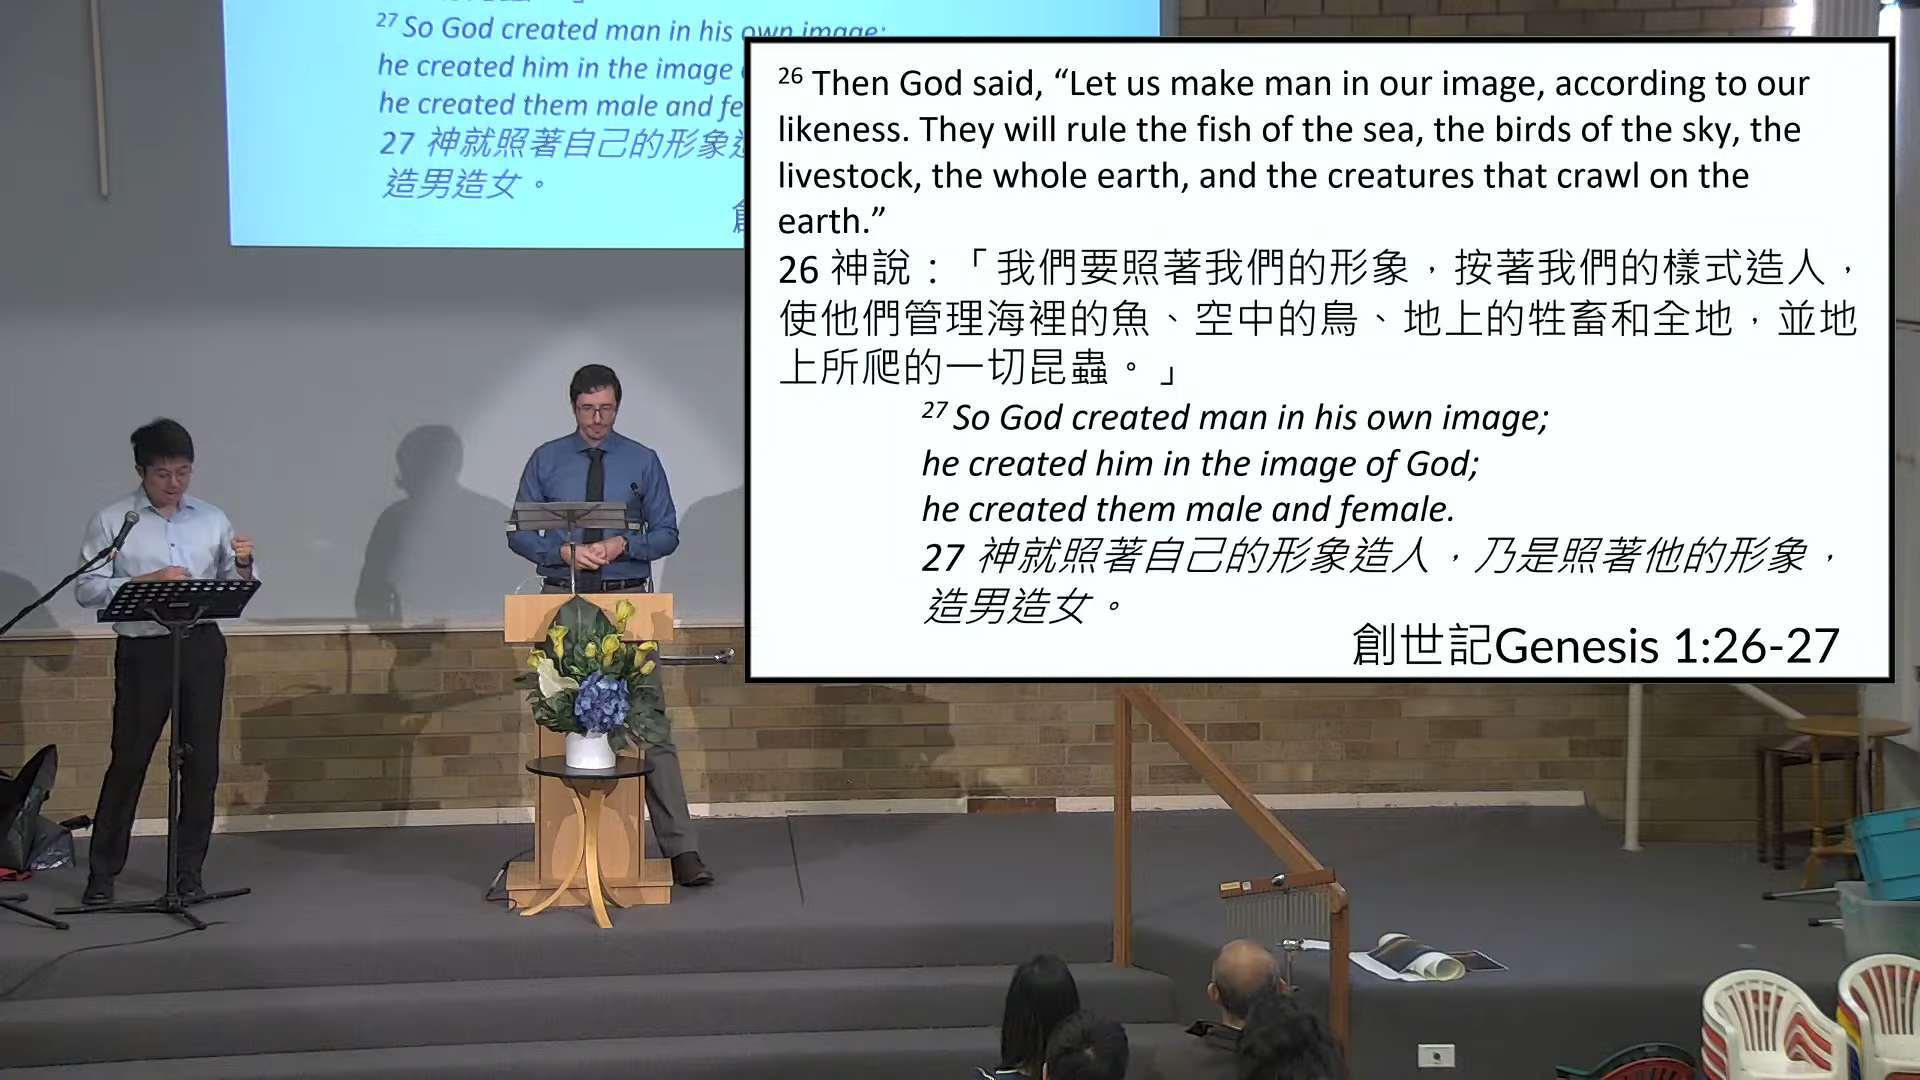 27 So God created man in his own image;
he created him in the image
he created them male and fe
27 神就照著自己的形象
造男造女。
26 Then God said, “Let us make man in our image, according to our
likeness. They will rule the fish of the sea, the birds of the sky, the
livestock, the whole earth, and the creatures that crawl on the
earth.”
26 神說：「我們要照著我們的形象，按著我們的樣式造人，
使他們管理海裡的魚、空中的鳥、地上的牲畜和全地，並地
上所爬的一切昆蟲。」
27 So God created man in his own image;
he created him in the image of God;
he created them male and female.
27 神就照著自己的形象造人，乃是照著他的形象，
造男造女。
創世記Genesis 1:26-27